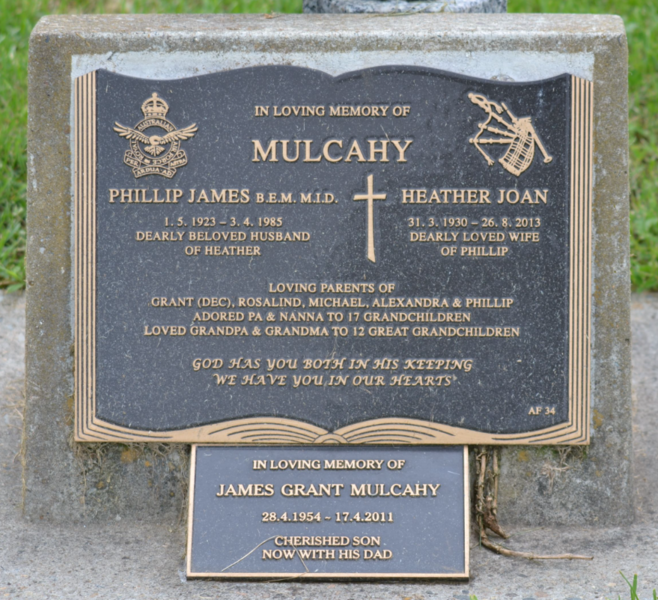 IN LOVING MEMORY OF
MULCAHY
PHILLIP JAMES B.E.M. M.I.D.
1. 5. 1923 – 3. 4. 1985
DEARLY BELOVED HUSBAND
OF HEATHER
HEATHER JOAN
31. 3. 1930 – 26. 8. 2013
DEARLY LOVED WIFE
OF PHILLIP
LOVING PARENTS OF
GRANT (DEC), ROSALIND, MICHAEL, ALEXANDRA & PHILLIP
ADORED PA & NANNA TO 17 GRANDCHILDREN
LOVED GRANDPA & GRANDMA TO 12 GREAT GRANDCHILDREN
GOD HAS YOU BOTH IN HIS KEEPING
WE HAVE YOU IN OUR HEARTS
AF 34
IN LOVING MEMORY OF
JAMES GRANT MULCAHY
28.4.1954 – 17.4.2011
CHERISHED SON
NOW WITH HIS DAD